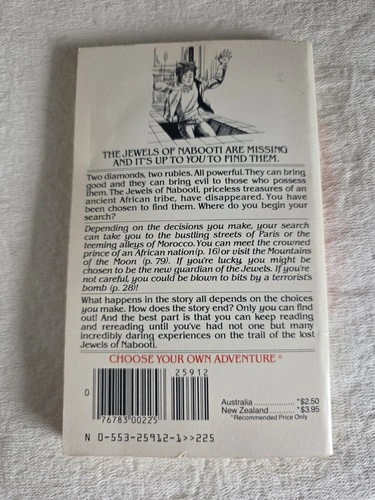 THE JEWELS OF NABOOTI ARE MISSING
AND IT'S UP TO YOU TO FIND THEM.
Two diamonds, two rubies. All powerful. They can bring
good and they can bring evil to those who possess
them. The Jewels of Nabooti, priceless treasures of an
ancient African tribe, have disappeared. You have
been chosen to find them. Where do you begin your
search?
Depending on the decisions you make, your search
can take you to the bustling streets of Paris or the
teeming alleys of Morocco. You can meet the crowned
prince of an African nation (p. 16) or visit the Mountains
of the Moon (p. 79). If you're lucky, you might be
chosen to be the new guardian of the Jewels. If you're
not careful, you could be blown to bits by a terrorist's
bomb (p. 28)!
What happens in the story all depends on the choices
you make. How does the story end? Only you can find
out! And the best part is that you can keep reading
and rereading until you've had not one but many
incredibly daring experiences on the trail of the lost
Jewels of Nabooti.
CHOOSE YOUR OWN ADVENTURE®
25912
0
76783 00225
Australia .............. *$2.50
New Zealand .......... *$3.95
*Recommended Price Only
N 0-553-25912-1>>225